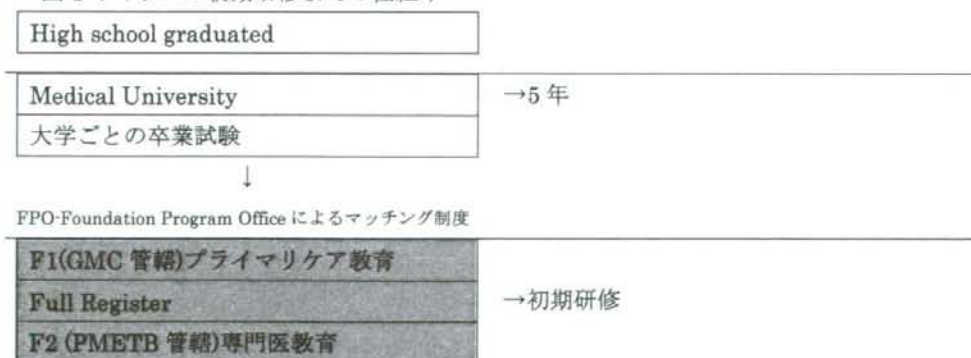 High school graduated
Medical University →5 年
大学ごとの卒業試験
↓
FPO-Foundation Program Office によるマッチング制度
F1(GMC 管轄)プライマリケア教育
Full Register →初期研修
F2 (PMETB 管轄)専門医教育